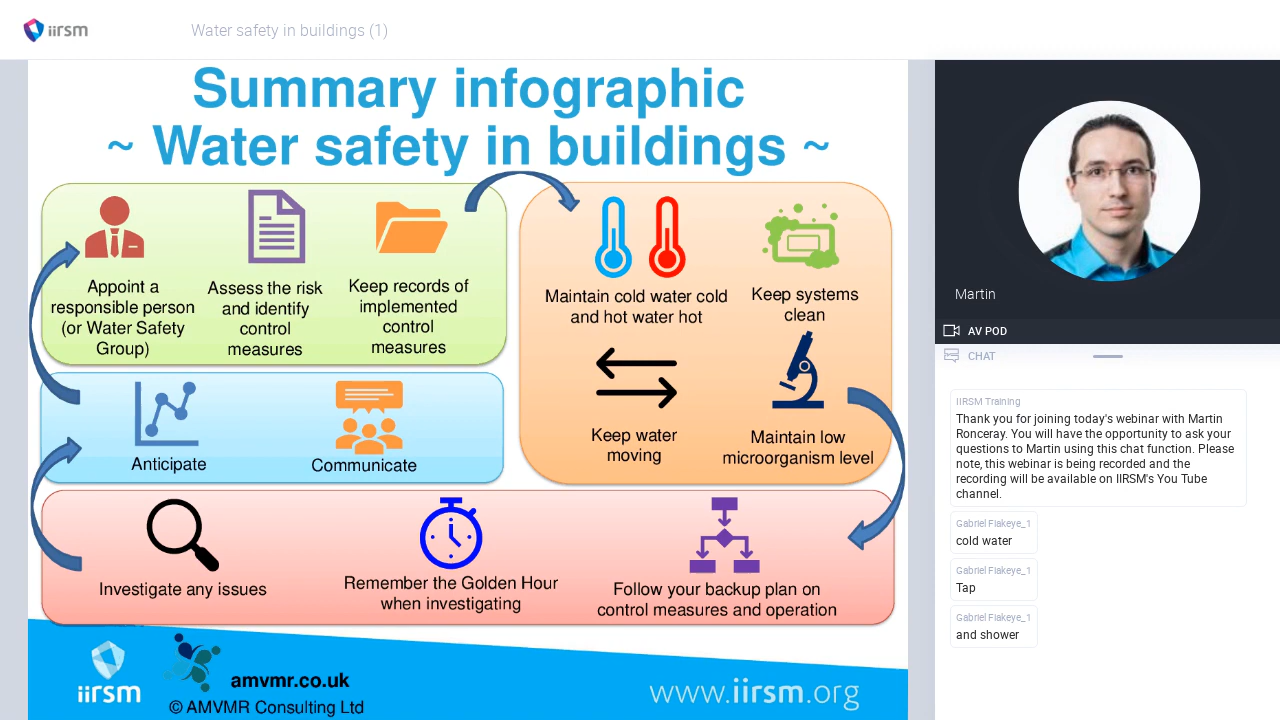 iirsm
Water safety in buildings (1)
Summary infographic
~ Water safety in buildings ~
Appoint a
responsible person
(or Water Safety
Group)
Assess the risk
and identify
control
measures
Keep records of
implemented
control
measures
Maintain cold water cold
and hot water hot
Keep systems
clean
Keep water
moving
Maintain low
microorganism level
Anticipate
Communicate
Investigate any issues
Remember the Golden Hour
when investigating
Follow your backup plan on
control measures and operation
iirsm
amvmr.co.uk
© AMVMR Consulting Ltd
www.iirsm.org
Martin
AV POD
CHAT
IIRSM Training
Thank you for joining today's webinar with Martin
Ronceray. You will have the opportunity to ask your
questions to Martin using this chat function. Please
note, this webinar is being recorded and the
recording will be available on IIRSM's You Tube
channel.
Gabriel Fiakeye_1
cold water
Gabriel Fiakeye_1
Tap
Gabriel Fiakeye_1
and shower